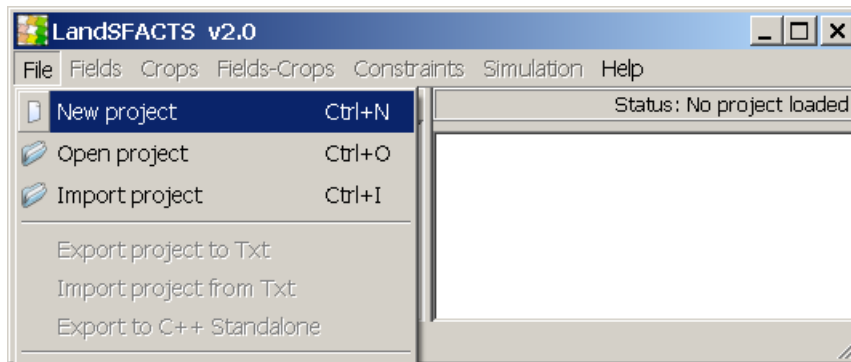 LandSFACTS v2.0
File Fields Crops Fields-Crops Constraints Simulation Help
New project Ctrl+N
Status: No project loaded
Open project Ctrl+O
Import project Ctrl+I
Export project to Txt
Import project from Txt
Export to C++ Standalone